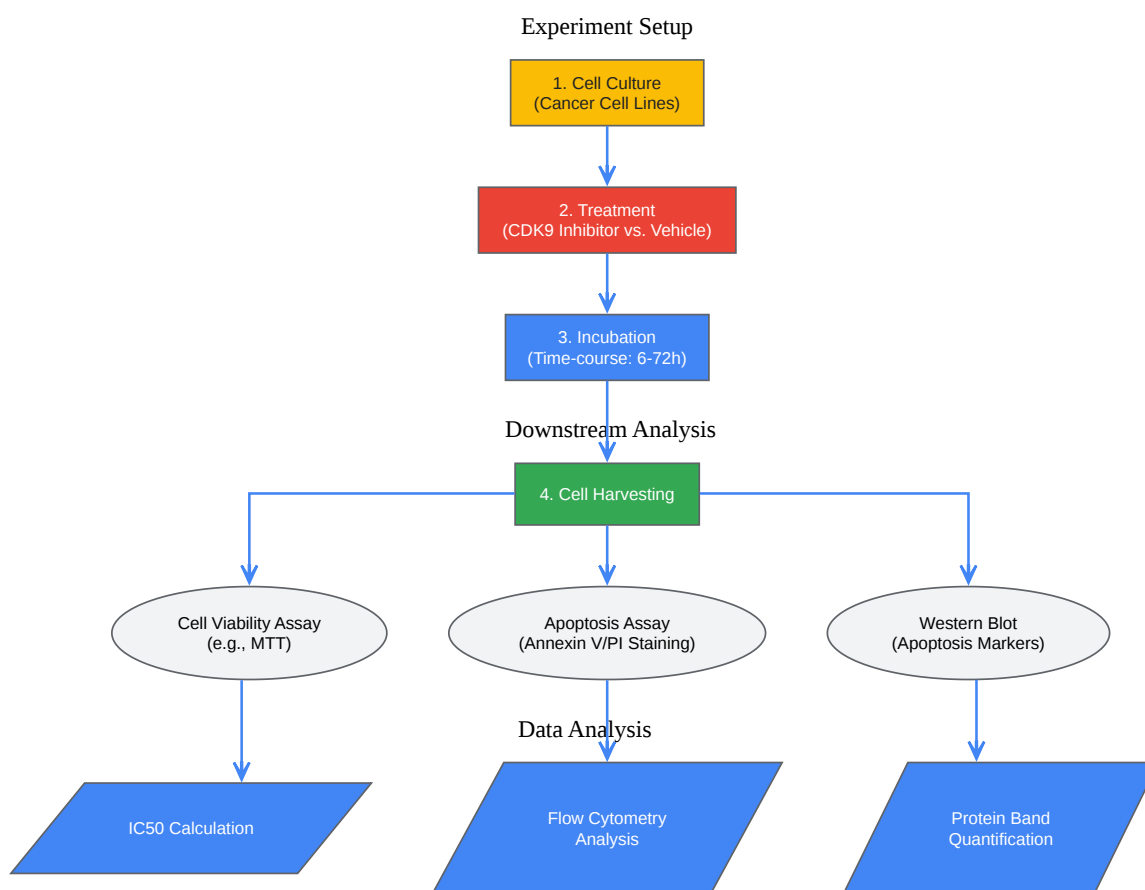 Experiment Setup
1. Cell Culture
(Cancer Cell Lines)
2. Treatment
(CDK9 Inhibitor vs. Vehicle)
3. Incubation
(Time-course: 6-72h)
Downstream Analysis
4. Cell Harvesting
Cell Viability Assay
(e.g., MTT)
Apoptosis Assay
(Annexin V/PI Staining)
Western Blot
(Apoptosis Markers)
Data Analysis
IC50 Calculation
Flow Cytometry
Analysis
Protein Band
Quantification